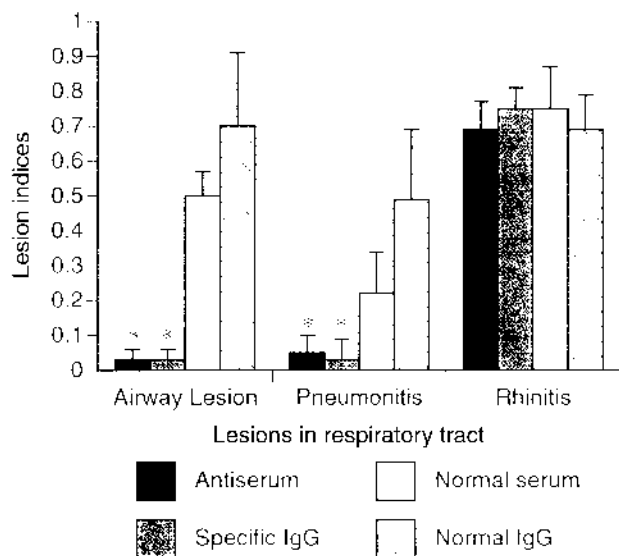 1
0.9
0.8
0.7
0.6
0.5
0.4
0.3
0.2
0.1
0
Lesion indices
* * * *
Airway Lesion Pneumonitis Rhinitis
Lesions in respiratory tract
Antiserum Normal serum
Specific IgG Normal IgG